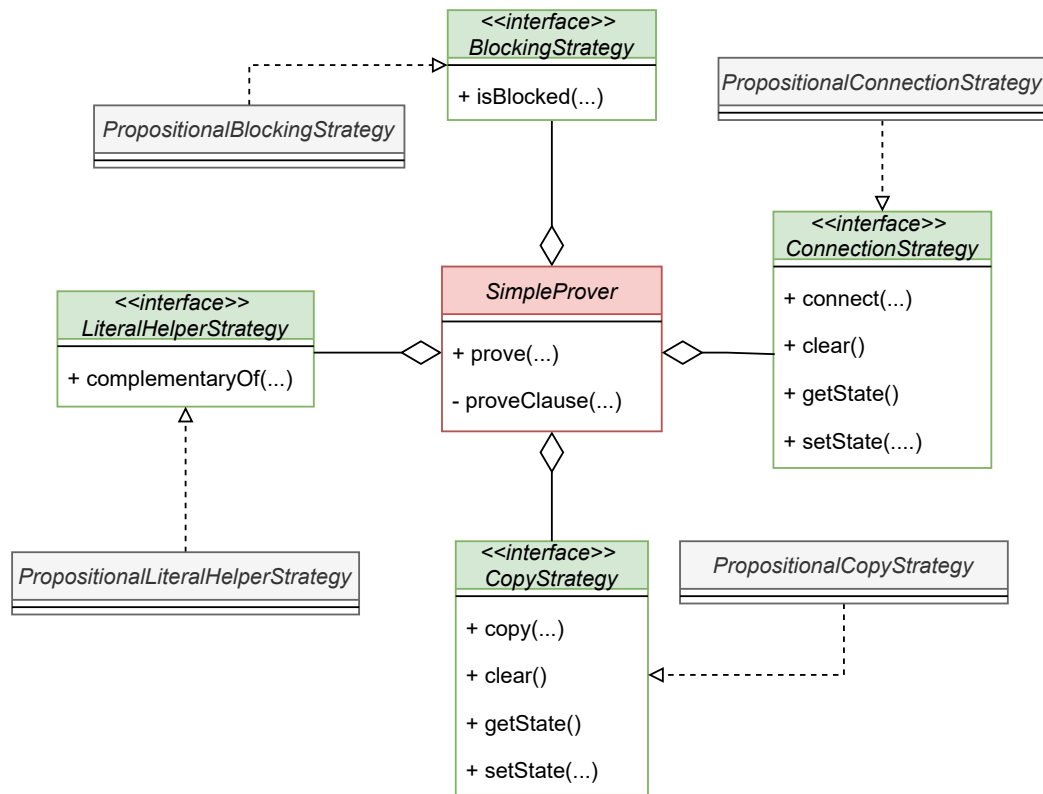 <<interface>>
BlockingStrategy
+ isBlocked(...)
PropositionalBlockingStrategy
PropositionalConnectionStrategy
<<interface>>
ConnectionStrategy
+ connect(...)
+ clear()
+ getState()
+ setState(....)
SimpleProver
+ prove(...)
- proveClause(...)
<<interface>>
LiteralHelperStrategy
+ complementaryOf(...)
PropositionalLiteralHelperStrategy
<<interface>>
CopyStrategy
+ copy(...)
+ clear()
+ getState()
+ setState(...)
PropositionalCopyStrategy